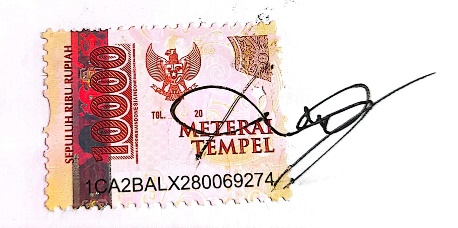 SEPULUH RIBU RUPIAH
10000
TGL. 20
METERAI
TEMPEL
1CA2BALX280069274